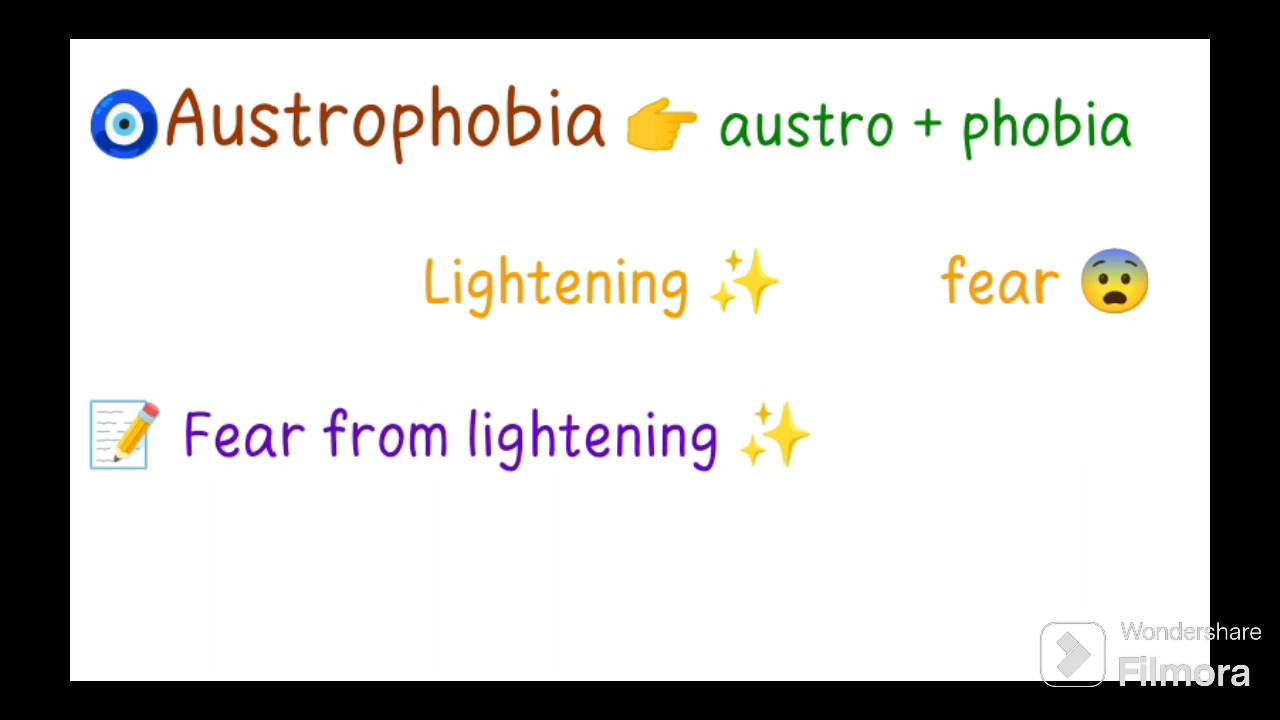 🧿Austrophobia 👉 austro + phobia
Lightening ✨ fear 😨
📝 Fear from lightening ✨
Wondershare
Filmora